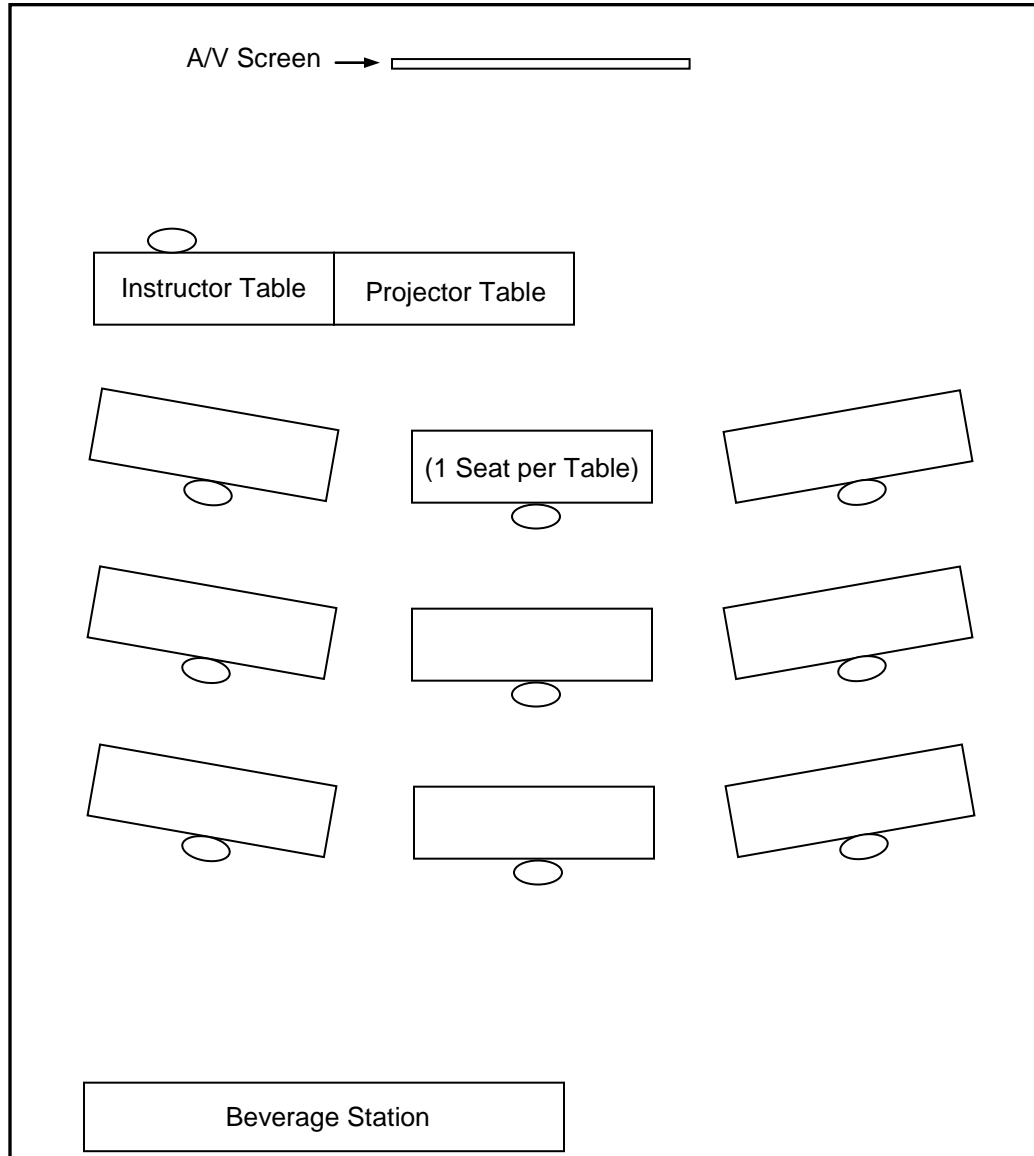 A/V Screen
Instructor Table
Projector Table
(1 Seat per Table)
Beverage Station